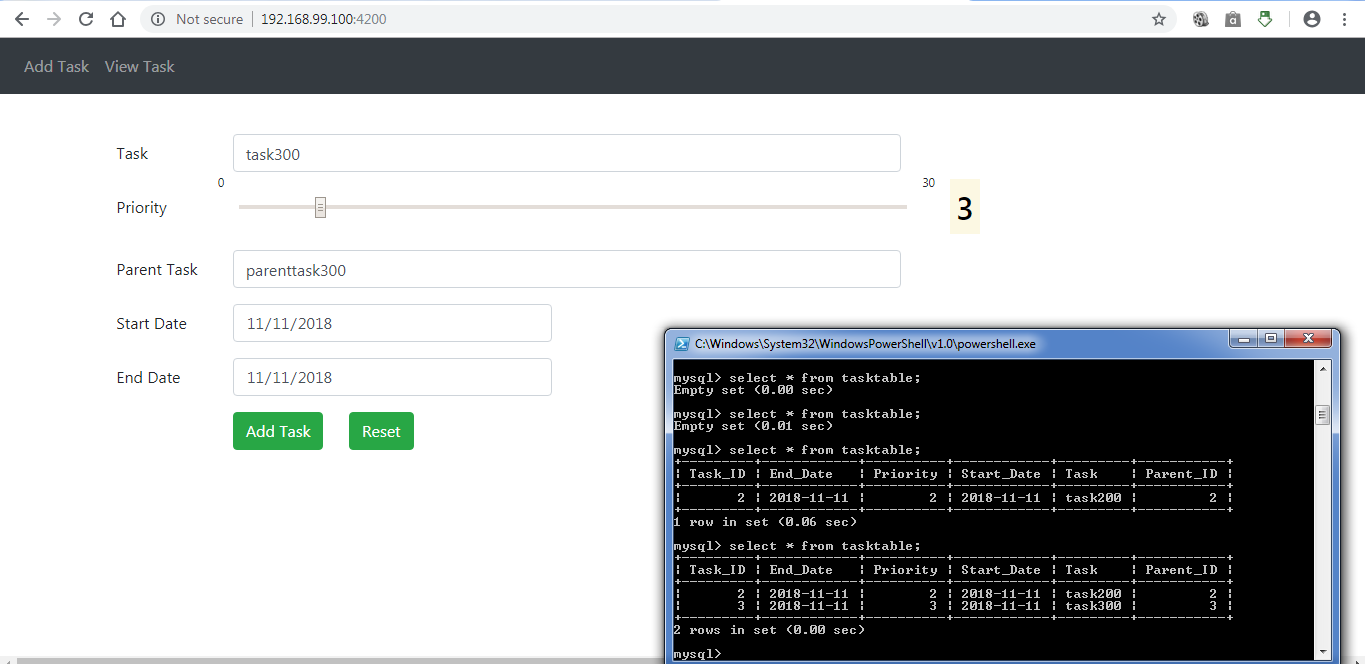 Not secure | 192.168.99.100:4200
Add Task View Task
Task task300
0 30
Priority 3
Parent Task parenttask300
Start Date 11/11/2018
End Date 11/11/2018
Add Task Reset
C:\Windows\System32\WindowsPowerShell\v1.0\powershell.exe
mysql> select * from tasktable;
Empty set (0.00 sec)
mysql> select * from tasktable;
Empty set (0.01 sec)
mysql> select * from tasktable;
+---------+------------+----------+------------+---------+-----------+
¦ Task_ID ¦ End_Date   ¦ Priority ¦ Start_Date ¦ Task    ¦ Parent_ID ¦
+---------+------------+----------+------------+---------+-----------+
¦       2 ¦ 2018-11-11 ¦        2 ¦ 2018-11-11 ¦ task200 ¦         2 ¦
+---------+------------+----------+------------+---------+-----------+
1 row in set (0.06 sec)
mysql> select * from tasktable;
+---------+------------+----------+------------+---------+-----------+
¦ Task_ID ¦ End_Date   ¦ Priority ¦ Start_Date ¦ Task    ¦ Parent_ID ¦
+---------+------------+----------+------------+---------+-----------+
¦       2 ¦ 2018-11-11 ¦        2 ¦ 2018-11-11 ¦ task200 ¦         2 ¦
¦       3 ¦ 2018-11-11 ¦        3 ¦ 2018-11-11 ¦ task300 ¦         3 ¦
+---------+------------+----------+------------+---------+-----------+
2 rows in set (0.00 sec)
mysql>